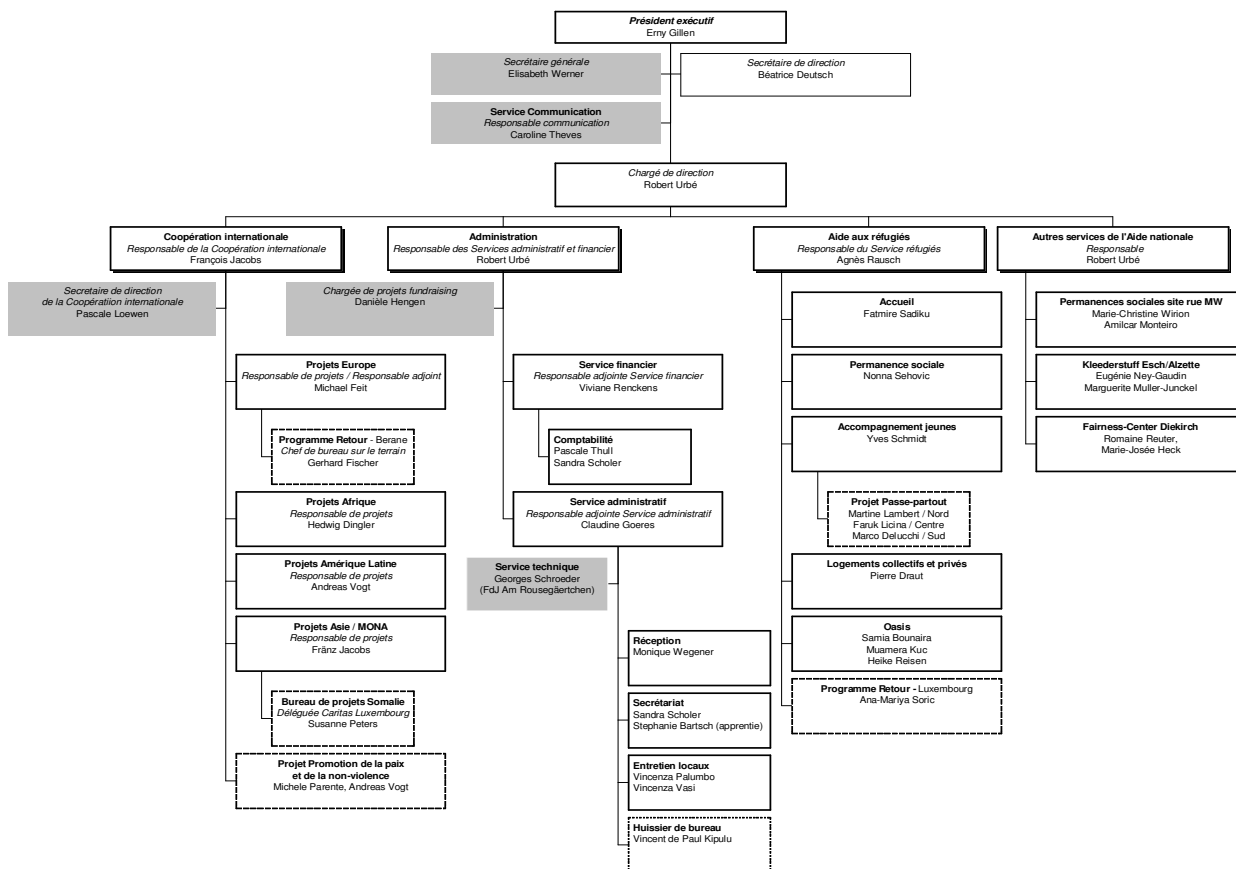 Président exécutif
Erny Gillen
Secrétaire générale
Elisabeth Werner
Secrétaire de direction
Béatrice Deutsch
Service Communication
Responsable communication
Caroline Theves
Chargé de direction
Robert Urbé
Coopération internationale
Responsable de la Coopération internationale
François Jacobs
Administration
Responsable des Services administratif et financier
Robert Urbé
Aide aux réfugiés
Responsable du Service réfugiés
Agnès Rausch
Autres services de l'Aide nationale
Responsable
Robert Urbé
Secretaire de direction
de la Coopératiion internationale
Pascale Loewen
Projets Europe
Responsable de projets / Responsable adjoint
Michael Feit
Programme Retour - Berane
Chef de bureau sur le terrain
Gerhard Fischer
Projets Afrique
Responsable de projets
Hedwig Dingler
Projets Amérique Latine
Responsable de projets
Andreas Vogt
Projets Asie / MONA
Responsable de projets
Fränz Jacobs
Bureau de projets Somalie
Déléguée Caritas Luxembourg
Susanne Peters
Projet Promotion de la paix
et de la non-violence
Michele Parente, Andreas Vogt
Chargée de projets fundraising
Danièle Hengen
Service financier
Responsable adjointe Service financier
Viviane Renckens
Comptabilité
Pascale Thull
Sandra Scholer
Service administratif
Responsable adjointe Service administratif
Claudine Goeres
Service technique
Georges Schroeder
(FdJ Am Rousegäertchen)
Réception
Monique Wegener
Secrétariat
Sandra Scholer
Stephanie Bartsch (apprentie)
Entretien locaux
Vincenza Palumbo
Vincenza Vasi
Huissier de bureau
Vincent de Paul Kipulu
Accueil
Fatmire Sadiku
Permanence sociale
Nonna Sehovic
Accompagnement jeunes
Yves Schmidt
Projet Passe-partout
Martine Lambert / Nord
Faruk Licina / Centre
Marco Delucchi / Sud
Logements collectifs et privés
Pierre Draut
Oasis
Samia Bounaira
Muamera Kuc
Heike Reisen
Programme Retour - Luxembourg
Ana-Mariya Soric
Permanences sociales site rue MW
Marie-Christine Wirion
Amilcar Monteiro
Kleederstuff Esch/Alzette
Eugénie Ney-Gaudin
Marguerite Muller-Junckel
Fairness-Center Diekirch
Romaine Reuter,
Marie-Josée Heck